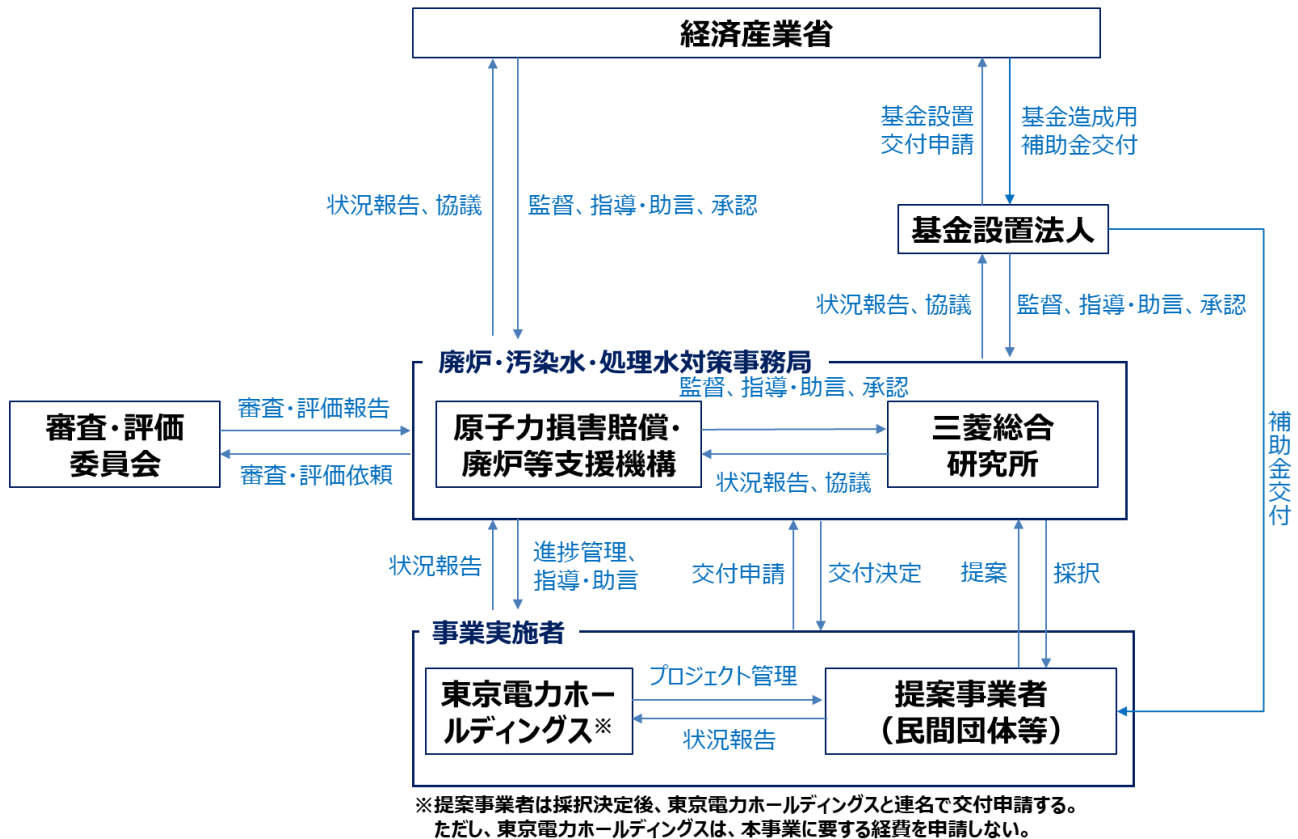 経済産業省
基金設置
交付申請
基金造成用
補助金交付
状況報告、協議
監督、指導・助言、承認
基金設置法人
状況報告、協議
監督、指導・助言、承認
廃炉・汚染水・処理水対策事務局
監督、指導・助言、承認
審査・評価
委員会
審査・評価報告
審査・評価依頼
原子力損害賠償・
廃炉等支援機構
三菱総合
研究所
状況報告、協議
補助金交付
状況報告
進捗管理、
指導・助言
交付申請
交付決定
提案
採択
事業実施者
東京電力ホー
ルディングス※
プロジェクト管理
状況報告
提案事業者
（民間団体等）
※提案事業者は採択決定後、東京電力ホールディングスと連名で交付申請する。
ただし、東京電力ホールディングスは、本事業に要する経費を申請しない。